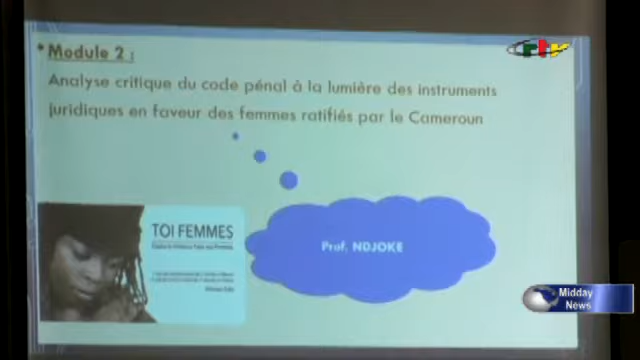 * Module 2 :
Analyse critique du code pénal à la lumière des instruments
juridiques en faveur des femmes ratifiés par le Cameroun
TOI FEMMES
Prof. NDJOKE
crtv
Midday
News